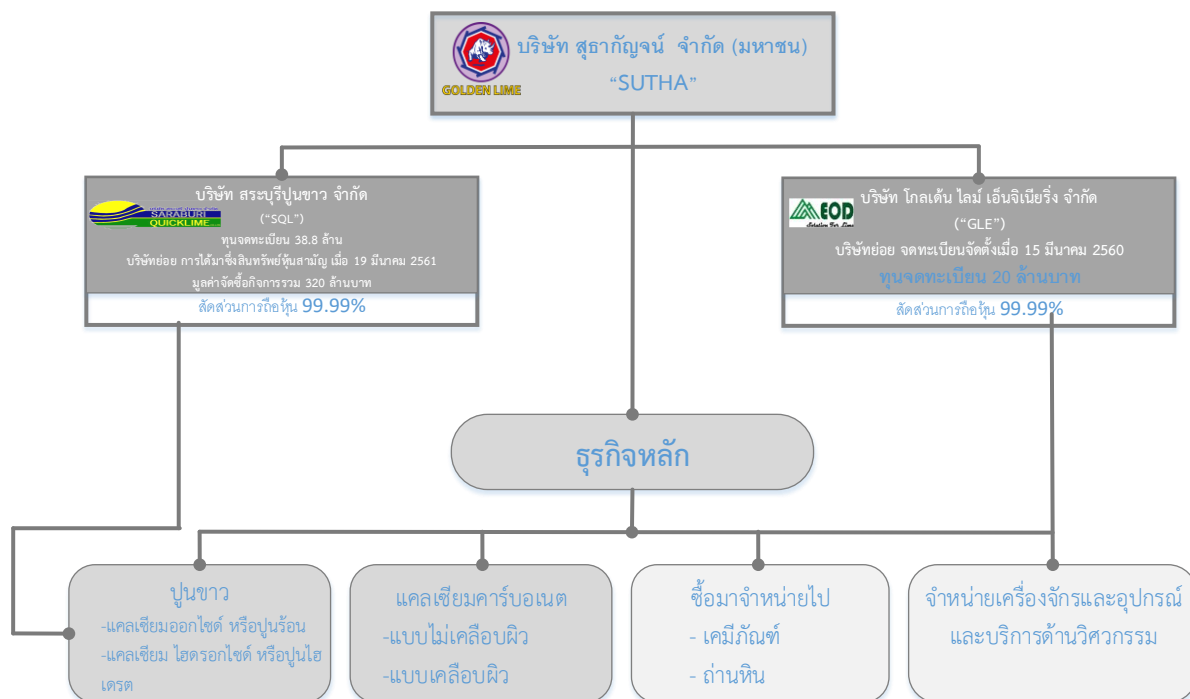 บริษัท สุธากัญจน์ จำกัด (มหาชน)
“SUTHA”
GOLDEN LIME
บริษัท สระบุรีปูนขาว จำกัด
SARABURI
QUICKLIME
(“SQL”)
ทุนจดทะเบียน 38.8 ล้าน
บริษัทย่อย การได้มาซึ่งสินทรัพย์หุ้นสามัญ เมื่อ 19 มีนาคม 2561
มูลค่าจัดซื้อกิจการรวม 320 ล้านบาท
สัดส่วนการถือหุ้น 99.99%
บริษัท โกลเด้น ไลม์ เอ็นจิเนียริ่ง จำกัด
EOD
Solution For Lime
(“GLE”)
บริษัทย่อย จดทะเบียนจัดตั้งเมื่อ 15 มีนาคม 2560
ทุนจดทะเบียน 20 ล้านบาท
สัดส่วนการถือหุ้น 99.99%
ธุรกิจหลัก
ปูนขาว
-แคลเซียมออกไซด์ หรือปูนร้อน
-แคลเซียม ไฮดรอกไซด์ หรือปูนไฮ
เดรต
แคลเซียมคาร์บอเนต
-แบบไม่เคลือบผิว
-แบบเคลือบผิว
ซื้อมาจำหน่ายไป
- เคมีภัณฑ์
- ถ่านหิน
จำหน่ายเครื่องจักรและอุปกรณ์
และบริการด้านวิศวกรรม